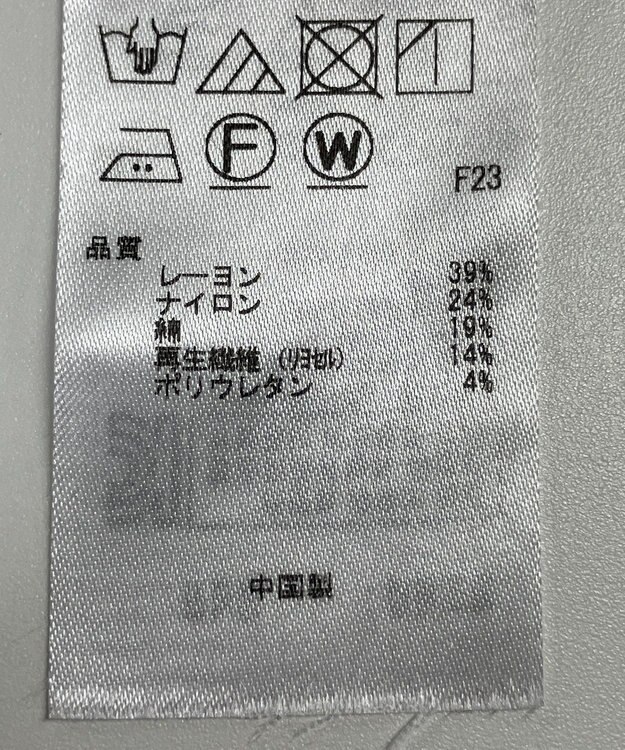 F W
F23
品質
レーヨン 39%
ナイロン 24%
綿 19%
再生繊維（リヨセル） 14%
ポリウレタン 4%
中国製